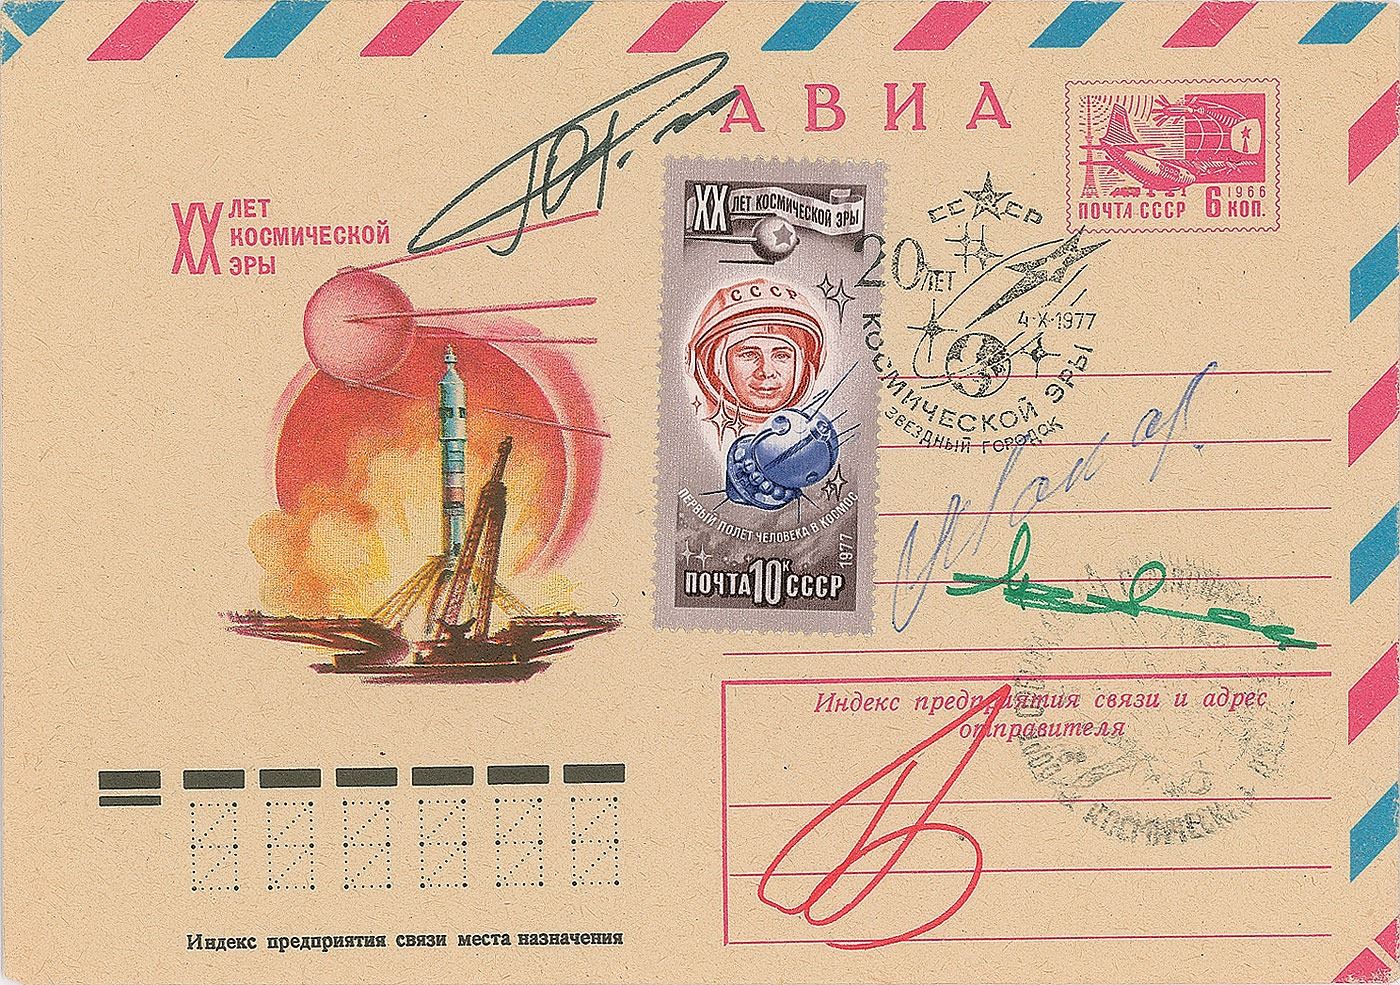 АВИА
1966
ПОЧТА СССР 6 КОП.
XX ЛЕТ
КОСМИЧЕСКОЙ
ЭРЫ
XX ЛЕТ КОСМИЧЕСКОЙ ЭРЫ
СССР
ПЕРВЫЙ ПОЛЕТ ЧЕЛОВЕКА В КОСМОС
1977
ПОЧТА 10К СССР
СССР
20 ЛЕТ
4-X-1977
КОСМИЧЕСКОЙ ЭРЫ
ЗВЕЗДНЫЙ ГОРОДОК
Индекс предприятия связи и адрес
отправителя
Индекс предприятия связи места назначения